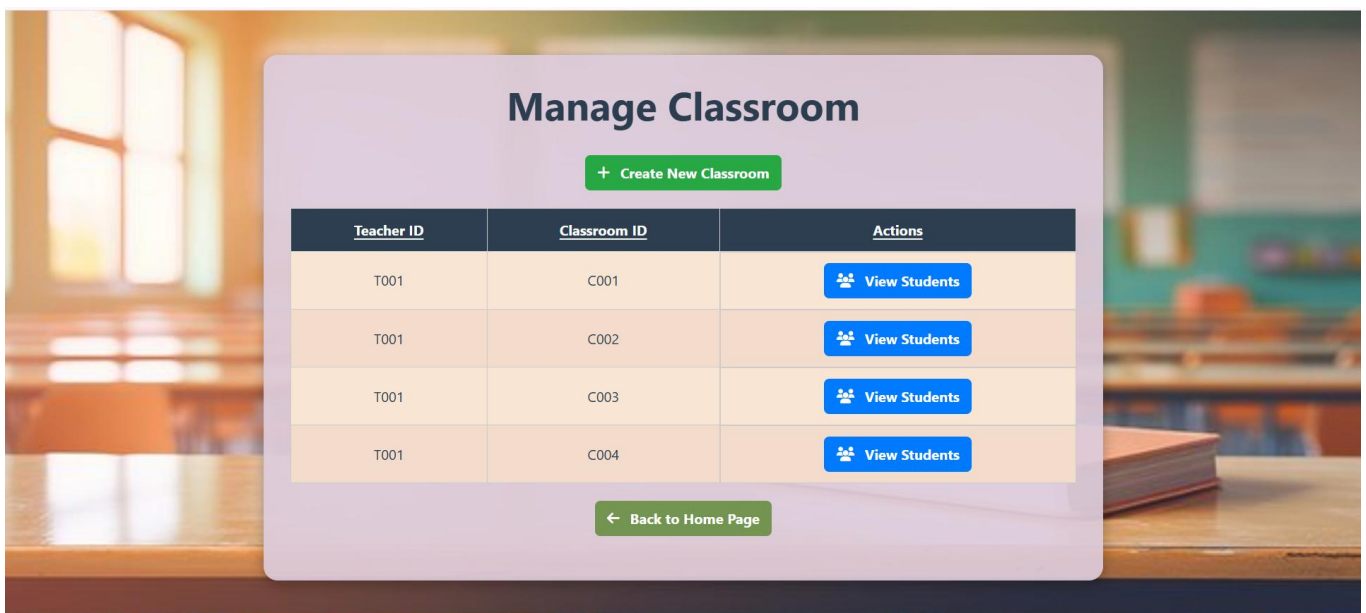 Manage Classroom
+ Create New Classroom
Teacher ID Classroom ID Actions
T001 C001 View Students
T001 C002 View Students
T001 C003 View Students
T001 C004 View Students
← Back to Home Page